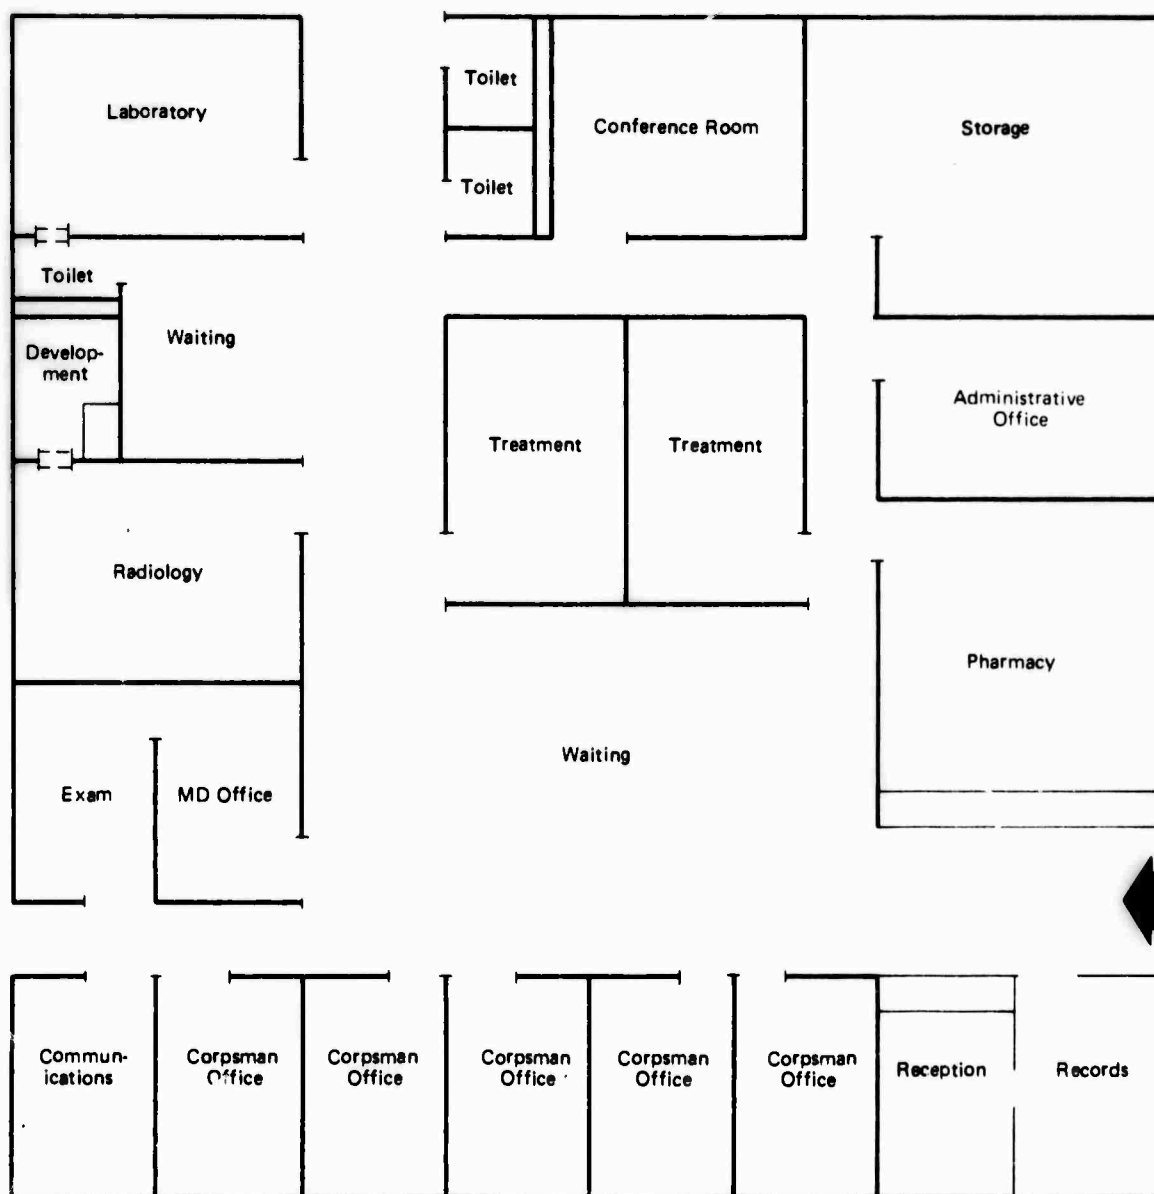 Toilet
Laboratory
Conference Room
Storage
Toilet
Toilet
Waiting
Develop-
ment
Administrative
Office
Treatment
Treatment
Radiology
Pharmacy
Waiting
Exam
MD Office
Commun-
ications
Corpsman
Office
Corpsman
Office
Corpsman
Office
Corpsman
Office
Corpsman
Office
Reception
Records